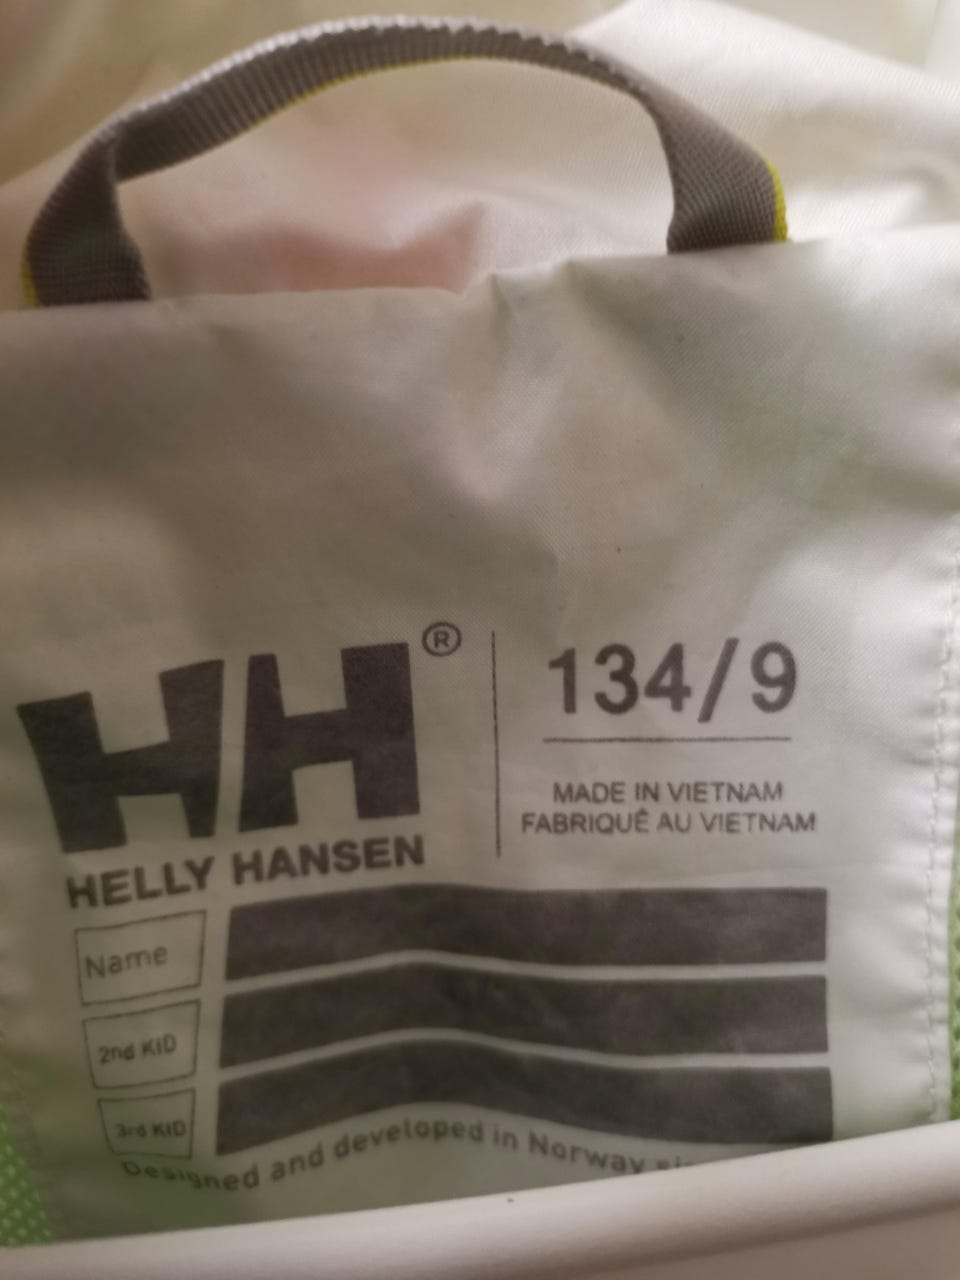 HH®
HELLY HANSEN
134/9
MADE IN VIETNAM
FABRIQUÉ AU VIETNAM
Name
2nd KID
3rd KID
Designed and developed in Norway